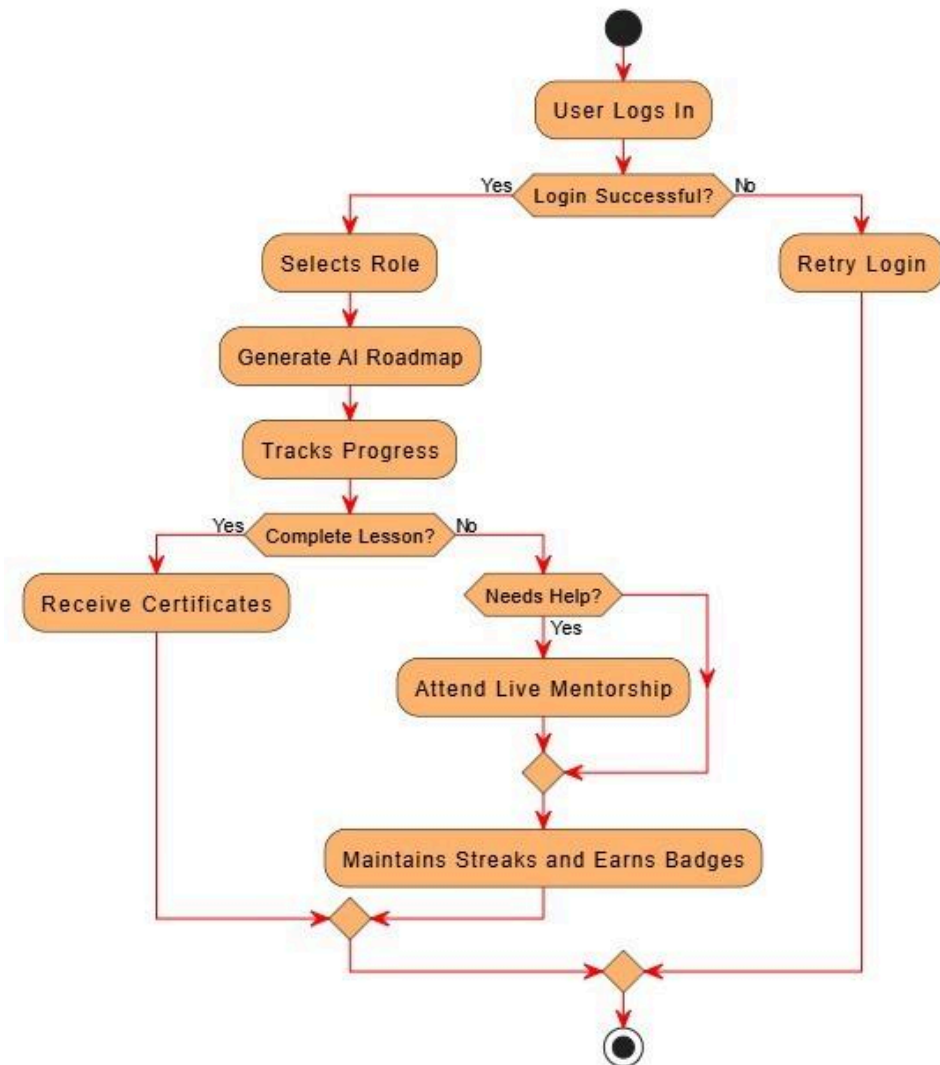 User Logs In
Yes
Login Successful?
No
Selects Role
Retry Login
Generate AI Roadmap
Tracks Progress
Yes
Complete Lesson?
No
Receive Certificates
Needs Help?
Yes
Attend Live Mentorship
Maintains Streaks and Earns Badges